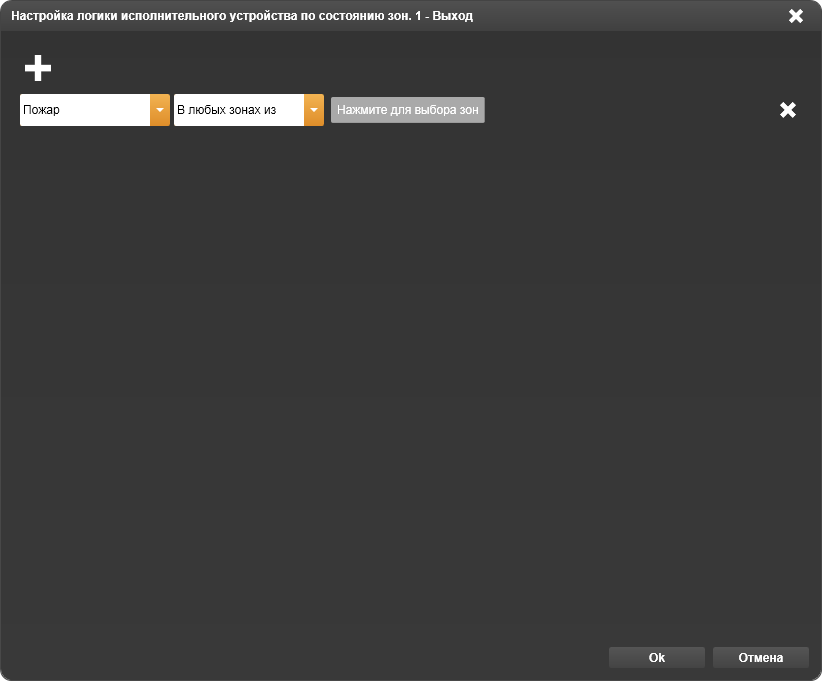 Настройка логики исполнительного устройства по состоянию зон. 1 - Выход
Пожар
В любых зонах из
Нажмите для выбора зон
Ok
Отмена